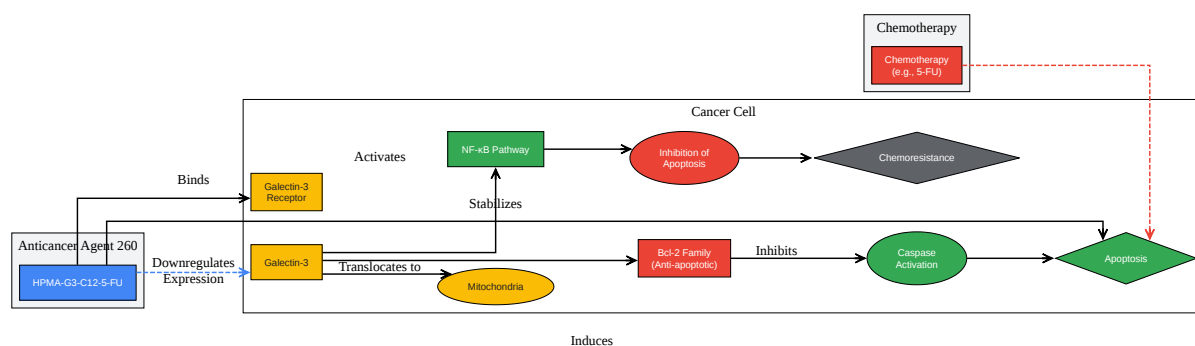 Chemotherapy
Chemotherapy
(e.g., 5-FU)
Cancer Cell
Activates
NF-κB Pathway
Inhibition of
Apoptosis
Chemoresistance
Binds
Galectin-3
Receptor
Stabilizes
Anticancer Agent 260
HPMA-G3-C12-5-FU
Downregulates
Expression
Galectin-3
Translocates to
Mitochondria
Bcl-2 Family
(Anti-apoptotic)
Inhibits
Caspase
Activation
Apoptosis
Induces